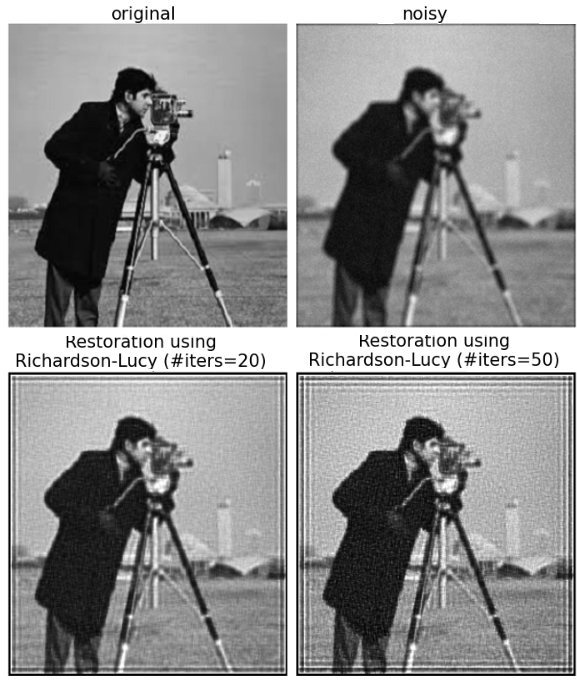 original
noisy
Restoration using
Richardson-Lucy (#iters=20)
Restoration using
Richardson-Lucy (#iters=50)